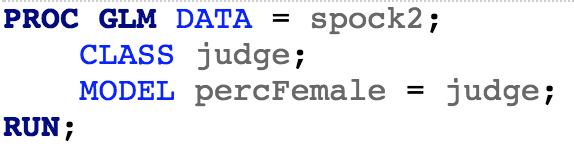 PROC GLM DATA = spock2;
CLASS judge;
MODEL percFemale = judge;
RUN;